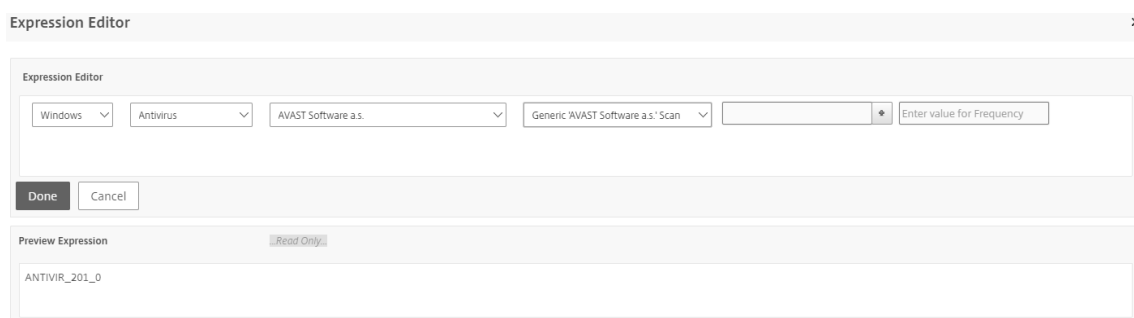 Expression Editor
Expression Editor
Windows Antivirus AVAST Software a.s. Generic 'AVAST Software a.s.' Scan Enter value for Frequency
Done Cancel
Preview Expression ...Read Only...
ANTIVIR_201_0